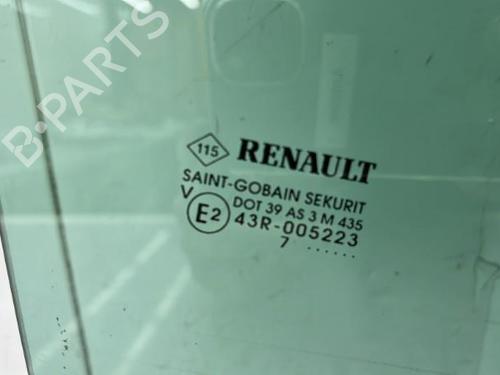 B-PARTS
115 RENAULT
SAINT-GOBAIN SEKURIT
V DOT 39 AS 3 M 435
E2 43R-005223
7 ......